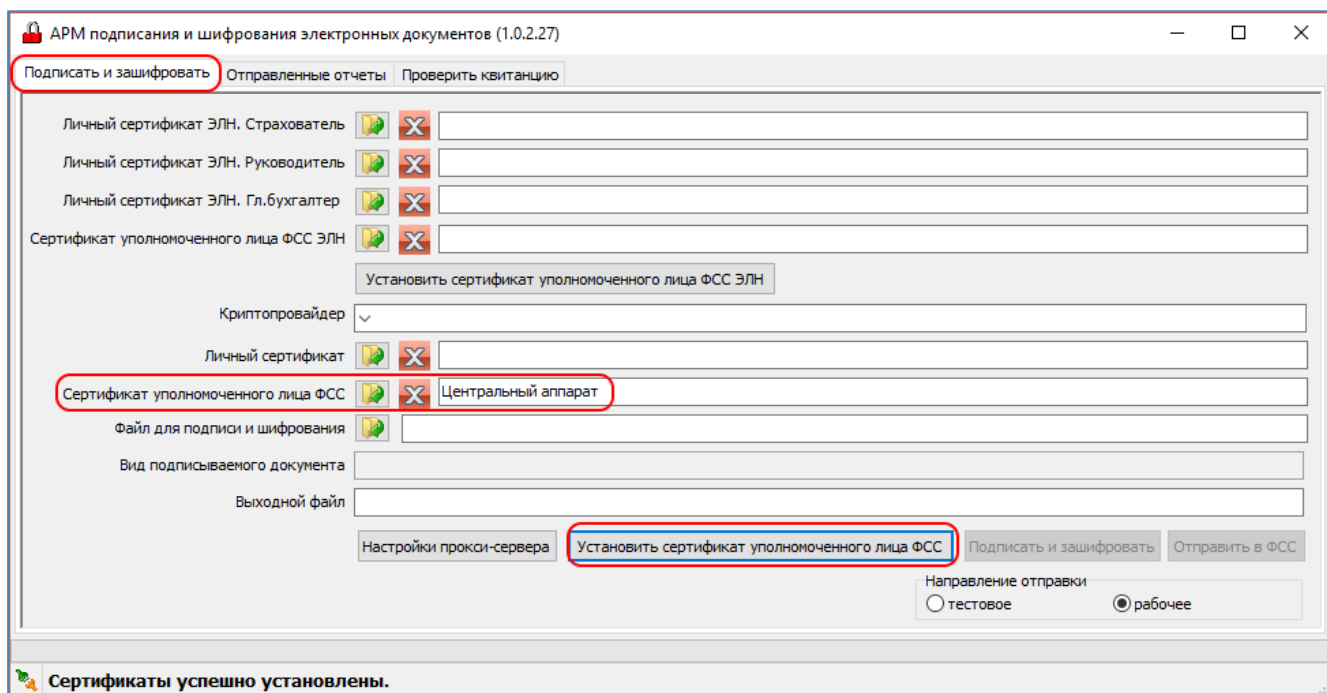 АРМ подписания и шифрования электронных документов (1.0.2.27)
Подписать и зашифровать Отправленные отчеты Проверить квитанцию
Личный сертификат ЭЛН. Страхователь
Личный сертификат ЭЛН. Руководитель
Личный сертификат ЭЛН. Гл.бухгалтер
Сертификат уполномоченного лица ФСС ЭЛН
Установить сертификат уполномоченного лица ФСС ЭЛН
Криптопровайдер
Личный сертификат
Сертификат уполномоченного лица ФСС Центральный аппарат
Файл для подписи и шифрования
Вид подписываемого документа
Выходной файл
Настройки прокси-сервера Установить сертификат уполномоченного лица ФСС Подписать и зашифровать Отправить в ФСС
Направление отправки
тестовое рабочее
Сертификаты успешно установлены.